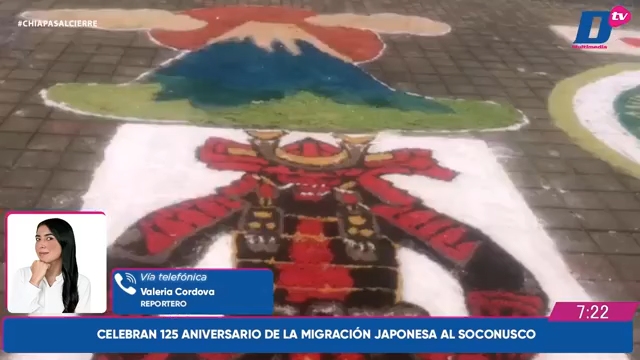 #CHIAPASALCIERRE
D tv
Multimedia
Vía telefónica
Valeria Cordova
REPORTERO
7:22
CELEBRAN 125 ANIVERSARIO DE LA MIGRACIÓN JAPONESA AL SOCONUSCO